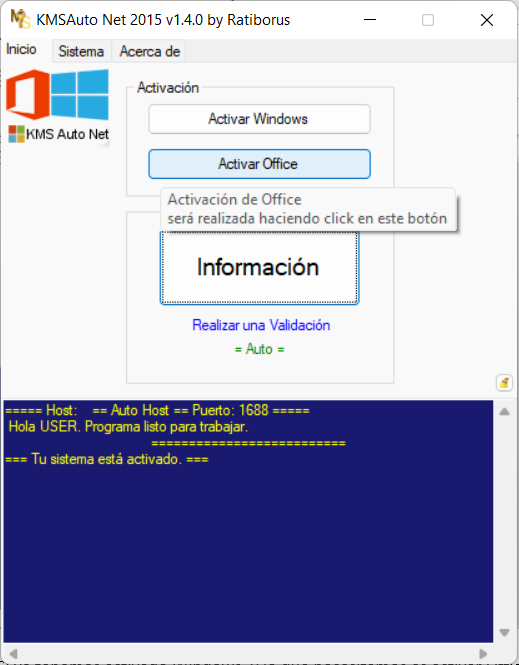 KMSAuto Net 2015 v1.4.0 by Ratiborus
Inicio Sistema Acerca de
KMS Auto Net
Activación
Activar Windows
Activar Office
Activación de Office
será realizada haciendo click en este botón
Información
Realizar una Validación
= Auto =
===== Host: == Auto Host == Puerto: 1688 =====
Hola USER. Programa listo para trabajar.
==========================
=== Tu sistema está activado. ===